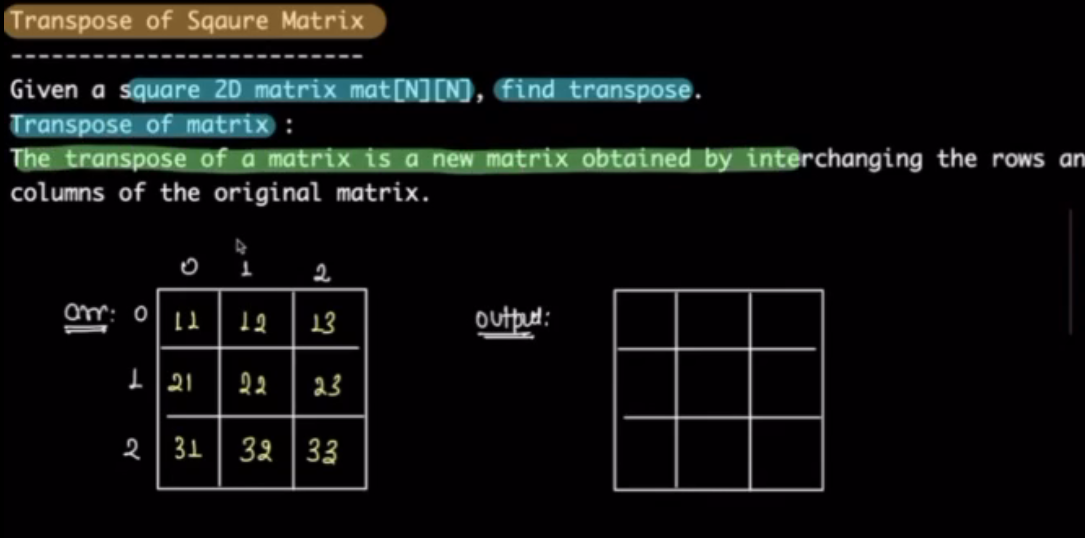 Transpose of Sqaure Matrix
--------------------------
Given a square 2D matrix mat[N][N], find transpose.
Transpose of matrix :
The transpose of a matrix is a new matrix obtained by interchanging the rows an
columns of the original matrix.
0 1 2
arr: 0 11 12 13 output:
1 21 22 23
2 31 32 33